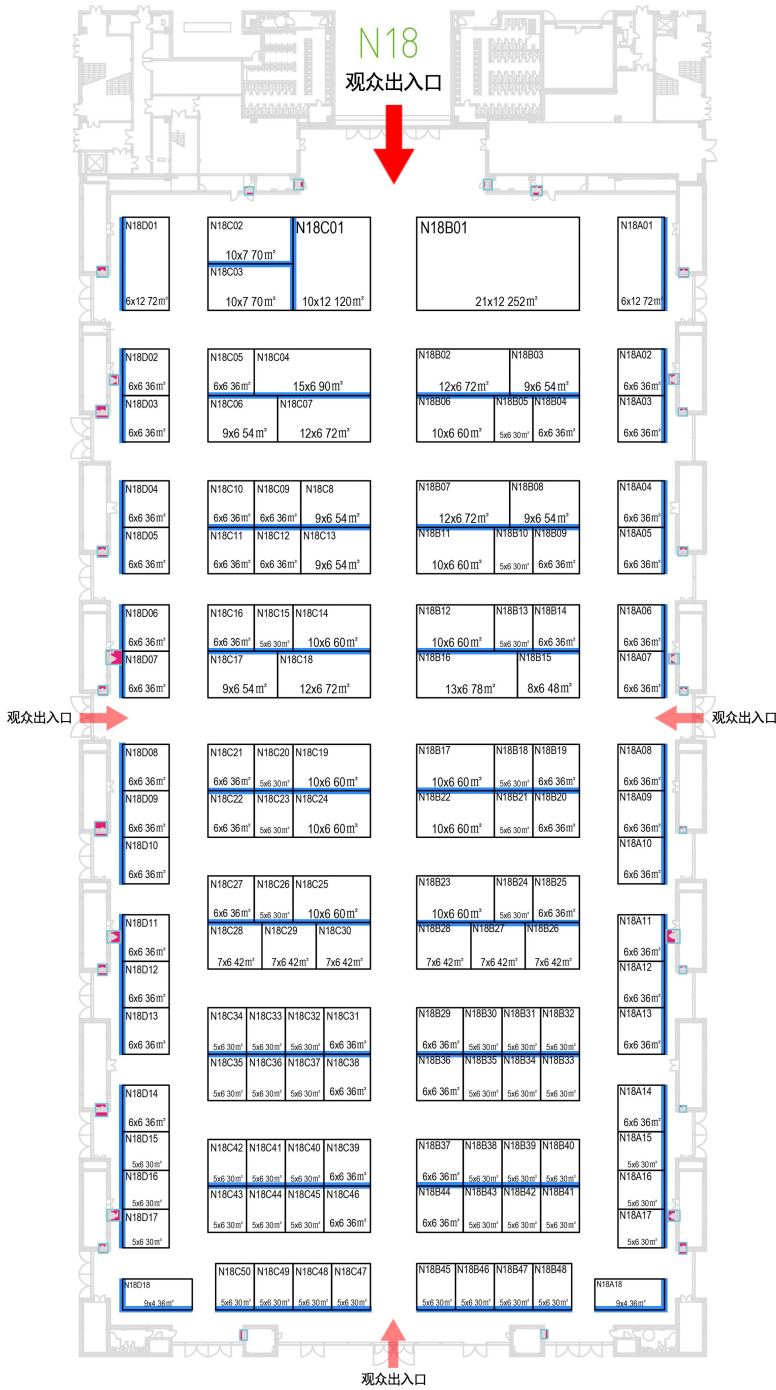 N18
观众出入口
N18D01
N18C02
N18C01
N18B01
N18A01
10x7 70m²
N18C03
6x12 72m²
10x7 70m²
10x12 120m²
21x12 252m²
6x12 72m²
N18D02
N18C05
N18C04
N18B02
N18B03
N18A02
6x6 36m²
6x6 36m²
15x6 90m²
12x6 72m²
9x6 54m²
6x6 36m²
N18D03
N18C06
N18C07
N18B06
N18B05
N18B04
N18A03
6x6 36m²
9x6 54m²
12x6 72m²
10x6 60m²
5x6 30m²
6x6 36m²
6x6 36m²
N18D04
N18C10
N18C09
N18C8
N18B07
N18B08
N18A04
6x6 36m²
6x6 36m²
6x6 36m²
9x6 54m²
12x6 72m²
9x6 54m²
6x6 36m²
N18D05
N18C11
N18C12
N18C13
N18B11
N18B10
N18B09
N18A05
6x6 36m²
6x6 36m²
6x6 36m²
9x6 54m²
10x6 60m²
5x6 30m²
6x6 36m²
6x6 36m²
N18D06
N18C16
N18C15
N18C14
N18B12
N18B13
N18B14
N18A06
6x6 36m²
6x6 36m²
5x6 30m²
10x6 60m²
10x6 60m²
5x6 30m²
6x6 36m²
6x6 36m²
N18D07
N18C17
N18C18
N18B16
N18B15
N18A07
6x6 36m²
9x6 54m²
12x6 72m²
13x6 78m²
8x6 48m²
6x6 36m²
观众出入口
观众出入口
N18D08
N18C21
N18C20
N18C19
N18B17
N18B18
N18B19
N18A08
6x6 36m²
6x6 36m²
5x6 30m²
10x6 60m²
10x6 60m²
5x6 30m²
6x6 36m²
6x6 36m²
N18D09
N18C22
N18C23
N18C24
N18B22
N18B21
N18B20
N18A09
6x6 36m²
6x6 36m²
5x6 30m²
10x6 60m²
10x6 60m²
5x6 30m²
6x6 36m²
6x6 36m²
N18D10
N18A10
6x6 36m²
6x6 36m²
N18C27
N18C26
N18C25
N18B23
N18B24
N18B25
6x6 36m²
5x6 30m²
10x6 60m²
10x6 60m²
5x6 30m²
6x6 36m²
N18D11
N18C28
N18C29
N18C30
N18B28
N18B27
N18B26
N18A11
6x6 36m²
7x6 42m²
7x6 42m²
7x6 42m²
7x6 42m²
7x6 42m²
7x6 42m²
6x6 36m²
N18D12
N18A12
6x6 36m²
6x6 36m²
N18D13
N18C34
N18C33
N18C32
N18C31
N18B29
N18B30
N18B31
N18B32
N18A13
6x6 36m²
5x6 30m²
5x6 30m²
5x6 30m²
6x6 36m²
6x6 36m²
5x6 30m²
5x6 30m²
5x6 30m²
6x6 36m²
N18C35
N18C36
N18C37
N18C38
N18B36
N18B35
N18B34
N18B33
5x6 30m²
5x6 30m²
5x6 30m²
6x6 36m²
6x6 36m²
5x6 30m²
5x6 30m²
5x6 30m²
N18D14
N18A14
6x6 36m²
6x6 36m²
N18D15
N18C42
N18C41
N18C40
N18C39
N18B37
N18B38
N18B39
N18B40
N18A15
5x6 30m²
5x6 30m²
5x6 30m²
5x6 30m²
6x6 36m²
6x6 36m²
5x6 30m²
5x6 30m²
5x6 30m²
5x6 30m²
N18D16
N18C43
N18C44
N18C45
N18C46
N18B44
N18B43
N18B42
N18B41
N18A16
5x6 30m²
5x6 30m²
5x6 30m²
5x6 30m²
6x6 36m²
6x6 36m²
5x6 30m²
5x6 30m²
5x6 30m²
5x6 30m²
N18D17
N18A17
5x6 30m²
5x6 30m²
N18D18
N18C50
N18C49
N18C48
N18C47
N18B45
N18B46
N18B47
N18B48
N18A18
9x4 36m²
5x6 30m²
5x6 30m²
5x6 30m²
5x6 30m²
5x6 30m²
5x6 30m²
5x6 30m²
5x6 30m²
9x4 36m²
观众出入口